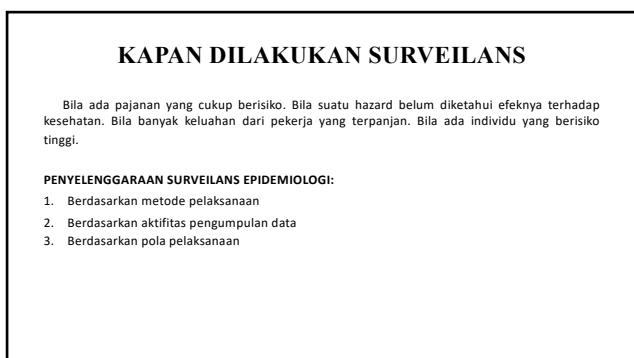 KAPAN DILAKUKAN SURVEILANS
Bila ada pajanan yang cukup berisiko. Bila suatu hazard belum diketahui efeknya terhadap
kesehatan. Bila banyak keluahan dari pekerja yang terpanjan. Bila ada individu yang berisiko
tinggi.
PENYELENGGARAAN SURVEILANS EPIDEMIOLOGI:
1. Berdasarkan metode pelaksanaan
2. Berdasarkan aktifitas pengumpulan data
3. Berdasarkan pola pelaksanaan